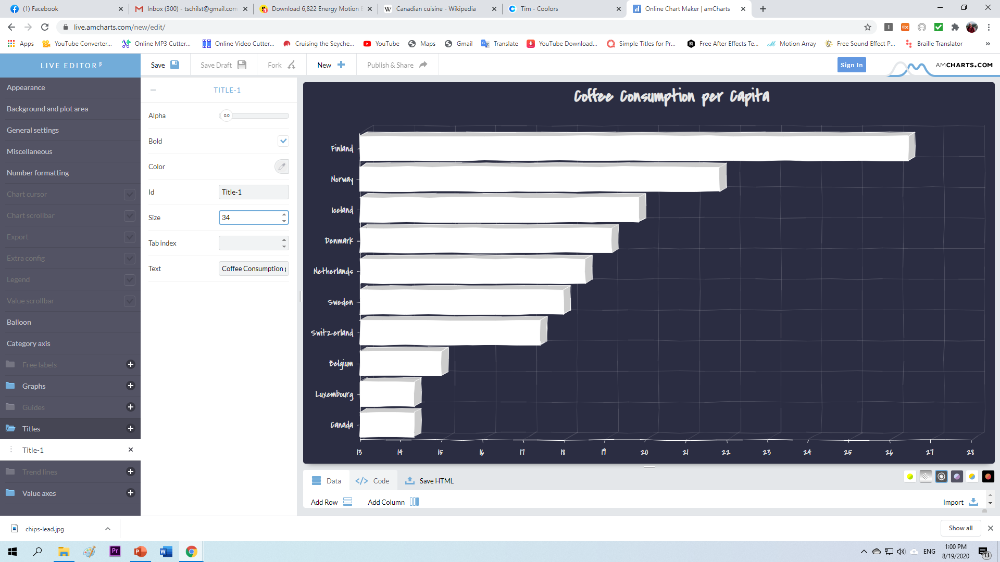 (1) Facebook
Inbox (300) - tschilst@gmail.com
Download 6,822 Energy Motion
Canadian cuisine - Wikipedia
Tim - Coolors
Online Chart Maker | amCharts
live.amcharts.com/new/edit/
Apps
YouTube Converter...
Online MP3 Cutter...
Online Video Cutter...
Cruising the Seyche...
YouTube
Maps
Gmail
Translate
YouTube Download...
Simple Titles for Pr...
Free After Effects Te...
Motion Array
Free Sound Effect P...
Braille Translator
»
LIVE EDITOR β
Save
Save Draft
Fork
New
Publish & Share
Sign In
AMCHARTS.COM
Appearance
Background and plot area
General settings
Miscellaneous
Number formatting
Chart cursor
Chart scrollbar
Export
Extra config
Legend
Value scrollbar
Balloon
Category axis
Free labels
Graphs
Guides
Titles
Title-1
Trend lines
Value axes
TITLE-1
Alpha 0.0
Bold
Color
Id Title-1
Size 34
Tab index
Text Coffee Consumption
Coffee Consumption per Capita
Finland
Norway
Iceland
Denmark
Netherlands
Sweden
Switzerland
Belgium
Luxembourg
Canada
13 14 15 16 17 18 19 20 21 22 23 24 25 26 27 28
Data
Code
Save HTML
Add Row
Add Column
Import
chips-lead.jpg
Show all
Pr
ENG
1:00 PM
8/19/2020
13